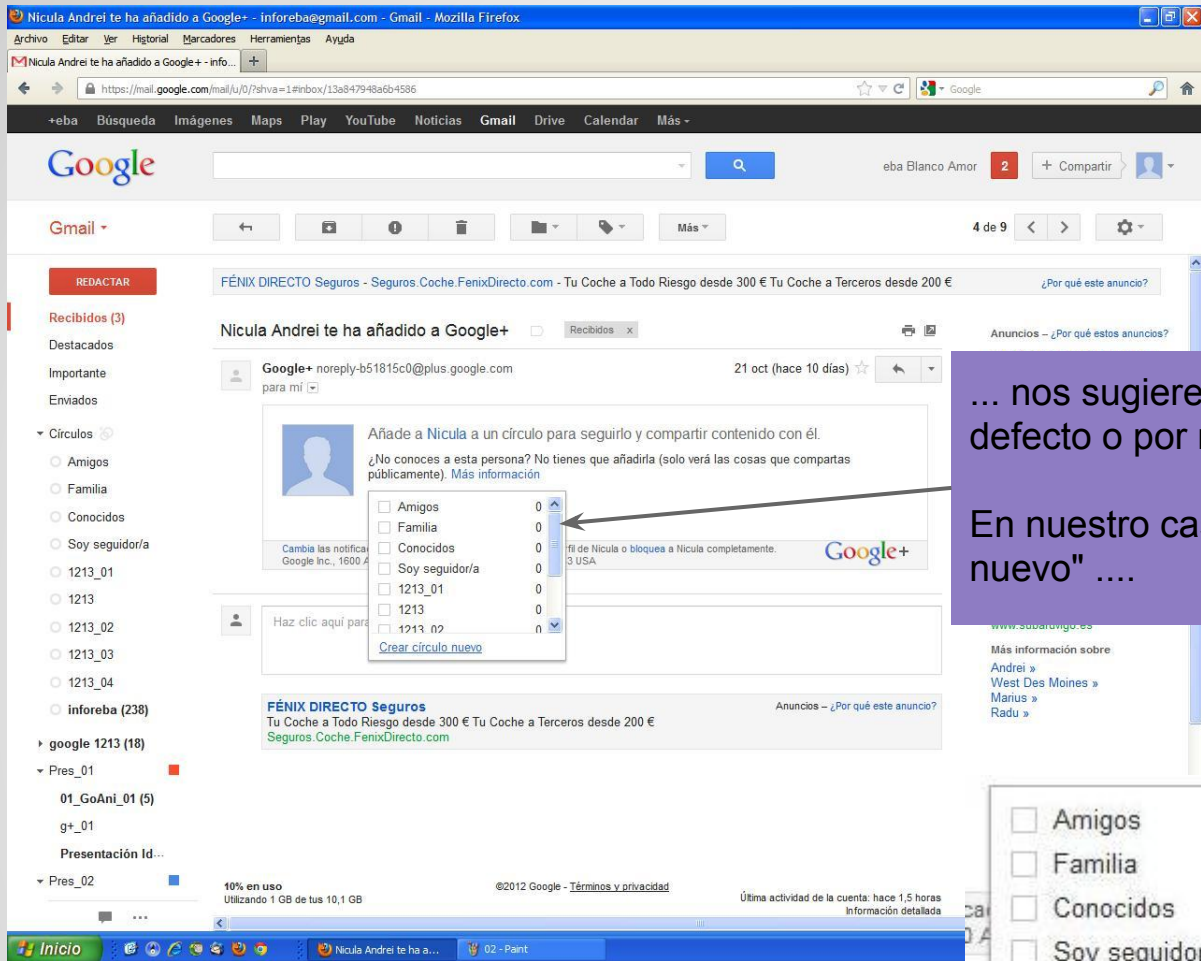 Nicula Andrei te ha añadido a Google+ - inforeba@gmail.com - Gmail - Mozilla Firefox
Archivo Editar Ver Historial Marcadores Herramientas Ayuda
Nicula Andrei te ha añadido a Google+ - info...
https://mail.google.com/mail/u/0/?shva=1#inbox/13a847948a6b4586
Google
+eba Búsqueda Imágenes Maps Play YouTube Noticias Gmail Drive Calendar Más
Google
eba Blanco Amor 2 + Compartir
Gmail
Más
4 de 9
REDACTAR
Recibidos (3)
Destacados
Importante
Enviados
Círculos
Amigos
Familia
Conocidos
Soy seguidor/a
1213_01
1213
1213_02
1213_03
1213_04
inforeba (238)
google 1213 (18)
Pres_01
01_GoAni_01 (5)
g+_01
Presentación Id...
Pres_02
FÉNIX DIRECTO Seguros - Seguros.Coche.FenixDirecto.com - Tu Coche a Todo Riesgo desde 300 € Tu Coche a Terceros desde 200 €
¿Por qué este anuncio?
Nicula Andrei te ha añadido a Google+
Recibidos x
Google+ noreply-b51815c0@plus.google.com
21 oct (hace 10 días)
para mí
Añade a Nicula a un círculo para seguirlo y compartir contenido con él.
¿No conoces a esta persona? No tienes que añadirla (solo verá las cosas que compartas
públicamente). Más información
Amigos 0
Familia 0
Conocidos 0
Soy seguidor/a 0
1213_01 0
1213 0
1213_02 0
Crear círculo nuevo
Cambia las notifica
fil de Nicula o bloquea a Nicula completamente.
Google Inc., 1600 A
3 USA
Google+
Haz clic aquí para
FÉNIX DIRECTO Seguros
Anuncios – ¿Por qué este anuncio?
Tu Coche a Todo Riesgo desde 300 € Tu Coche a Terceros desde 200 €
Seguros.Coche.FenixDirecto.com
10% en uso
Utilizando 1 GB de tus 10,1 GB
©2012 Google - Términos y privacidad
Última actividad de la cuenta: hace 1,5 horas
Información detallada
Anuncios – ¿Por qué estos anuncios?
... nos sugiere
defecto o por
En nuestro ca
nuevo" ....
www.subaruvigo.es
Más información sobre
Andrei »
West Des Moines »
Marius »
Radu »
Amigos
Familia
Conocidos
Soy seguidor
Inicio
Nicula Andrei te ha a...
02 - Paint